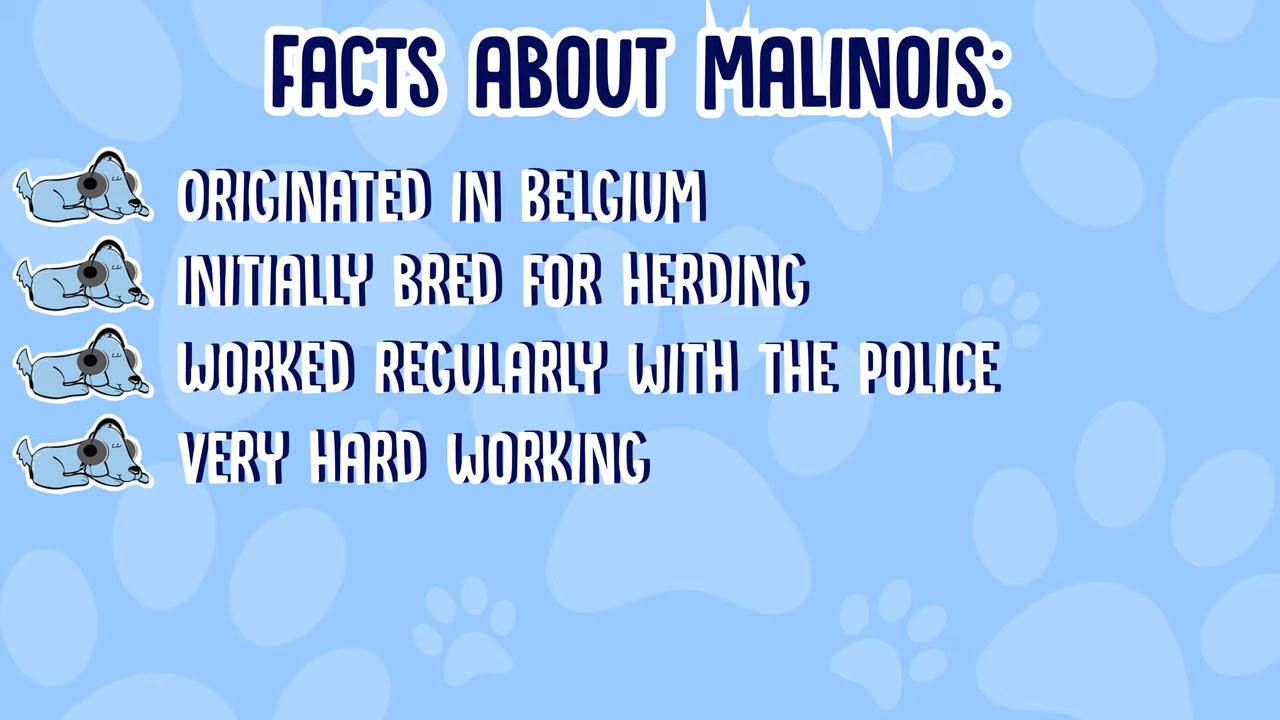 FACTS ABOUT MALINOIS:
ORIGINATED IN BELGIUM
INITIALLY BRED FOR HERDING
WORKED REGULARLY WITH THE POLICE
VERY HARD WORKING